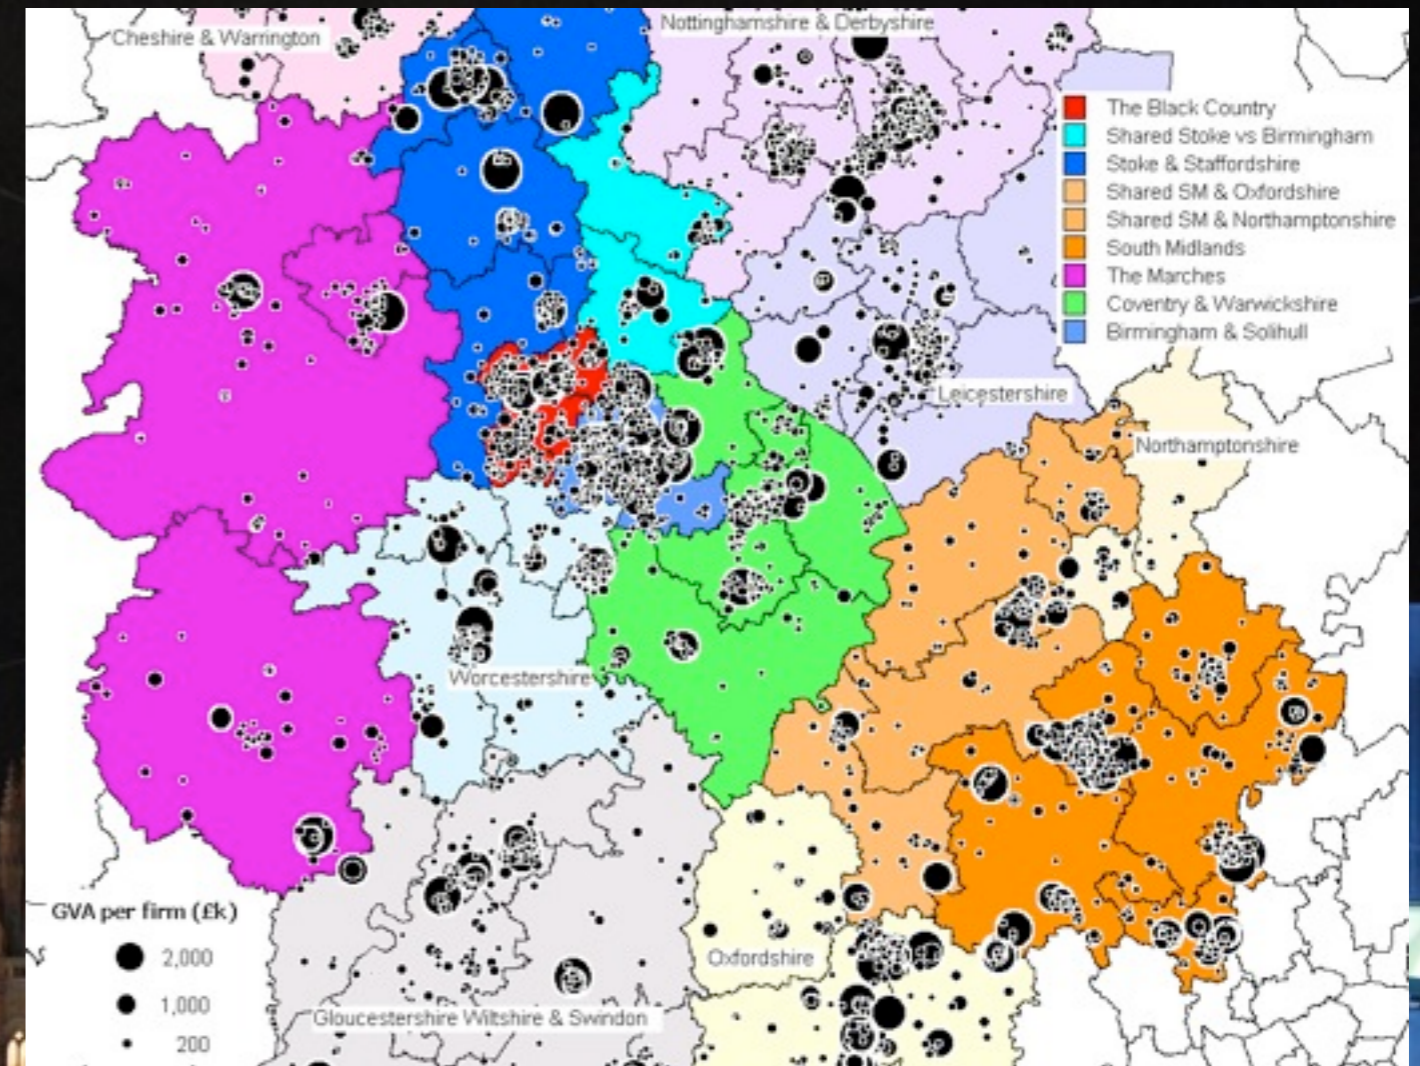 Cheshire & Warrington
Nottinghamshire & Derbyshire
The Black Country
Shared Stoke vs Birmingham
Stoke & Staffordshire
Shared SM & Oxfordshire
Shared SM & Northamptonshire
South Midlands
The Marches
Coventry & Warwickshire
Birmingham & Solihull
Leicestershire
Northamptonshire
Worcestershire
GVA per firm (£k)
2,000
1,000
200
Oxfordshire
Gloucestershire Wiltshire & Swindon